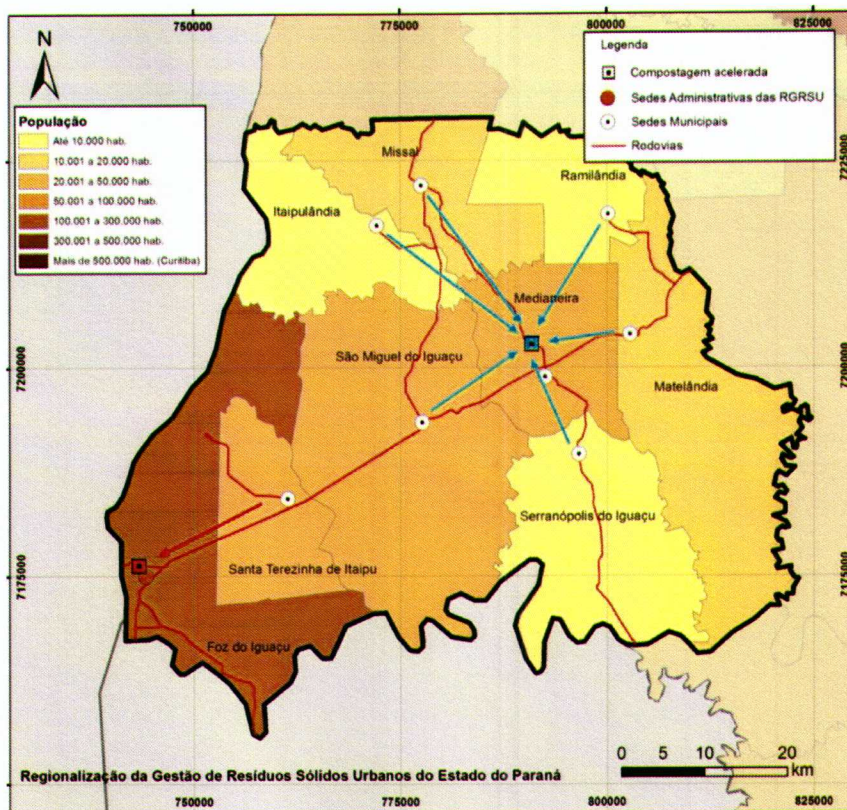 750000 775000 800000 825000
N
Legenda
Compostagem acelerada
Sedes Administrativas das RGRSU
Sedes Municipais
Rodovias
População
Até 10.000 hab.
10.001 a 20.000 hab.
20.001 a 50.000 hab.
50.001 a 100.000 hab.
100.001 a 300.000 hab.
300.001 a 500.000 hab.
Mais de 500.000 hab. (Curitiba)
7225000 7225000
Missal
Ramilândia
Itaipulândia
Medianeira
São Miguel do Iguaçu
7200000 7200000
Matelândia
Serranópolis do Iguaçu
Santa Terezinha de Itaipu
7175000 7175000
Foz do Iguaçu
0 5 10 20
km
Regionalização da Gestão de Resíduos Sólidos Urbanos do Estado do Paraná
750000 775000 800000 825000